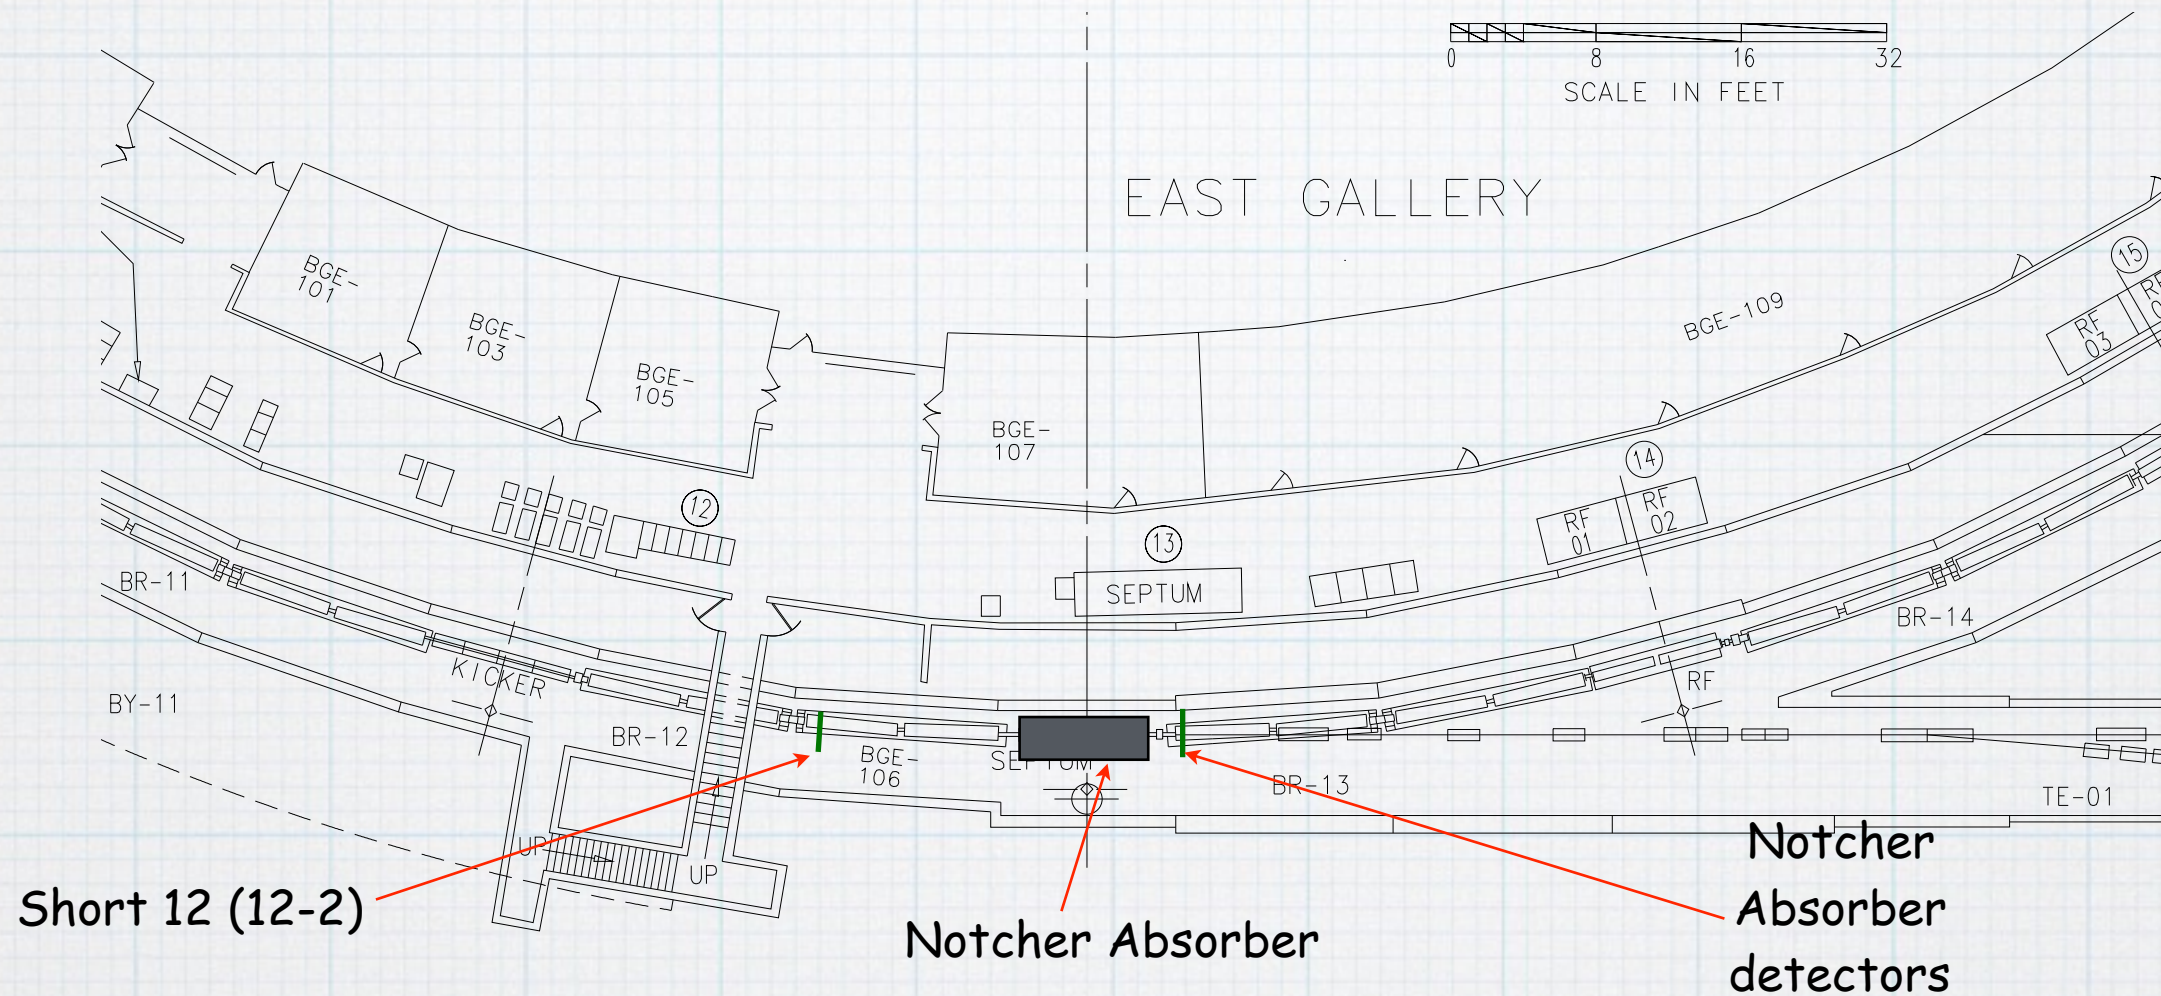 0 8 16 32
SCALE IN FEET
EAST GALLERY
BGE-
101
BGE-
103
BGE-
105
BGE-
107
BGE-109
15
RF
03
14
RF
01
RF
02
12
13
SEPTUM
BR-11
KICKER
BY-11
BR-12
BGE-
106
BR-13
RF
BR-14
TE-01
UP
UP
Short 12 (12-2)
Notcher Absorber
Notcher
Absorber
detectors